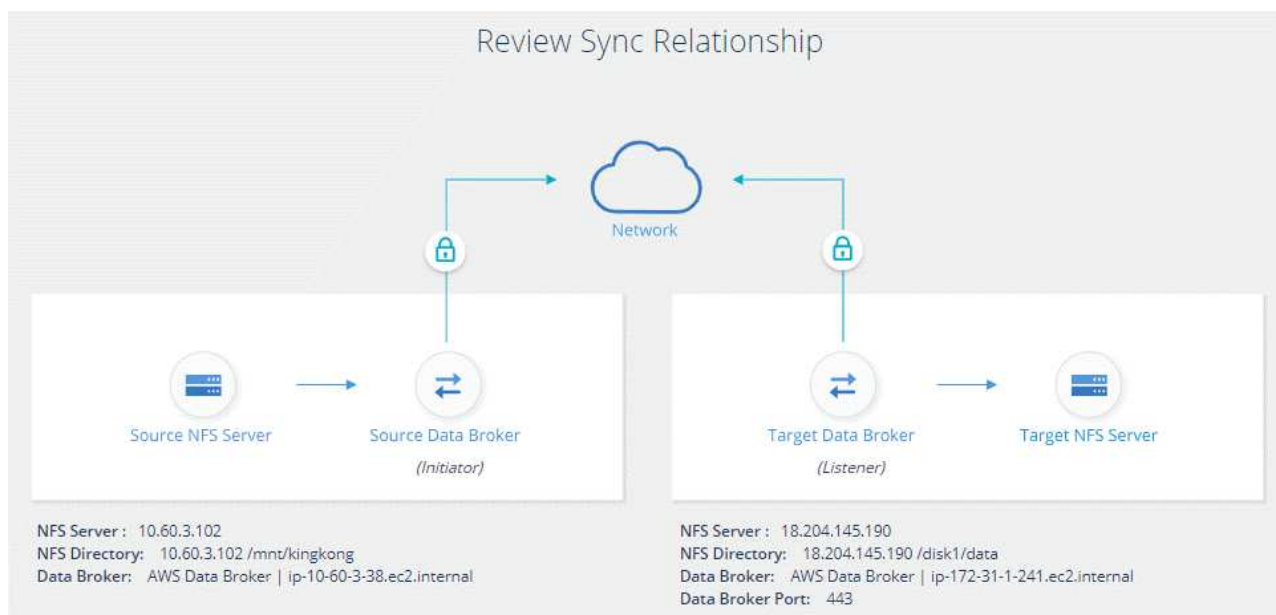 Review Sync Relationship
Network
Source NFS Server
Source Data Broker
(Initiator)
Target Data Broker
(Listener)
Target NFS Server
NFS Server : 10.60.3.102
NFS Directory: 10.60.3.102 /mnt/kingkong
Data Broker: AWS Data Broker | ip-10-60-3-38.ec2.internal
NFS Server : 18.204.145.190
NFS Directory: 18.204.145.190 /disk1/data
Data Broker: AWS Data Broker | ip-172-31-1-241.ec2.internal
Data Broker Port: 443